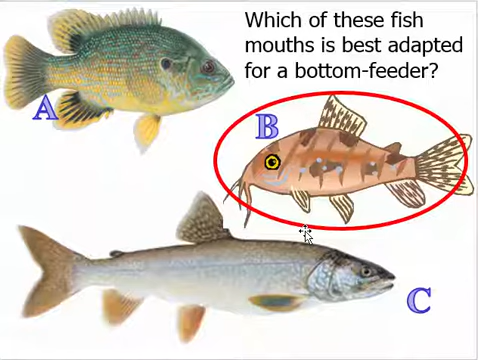 Which of these fish
mouths is best adapted
for a bottom-feeder?
A
B
C